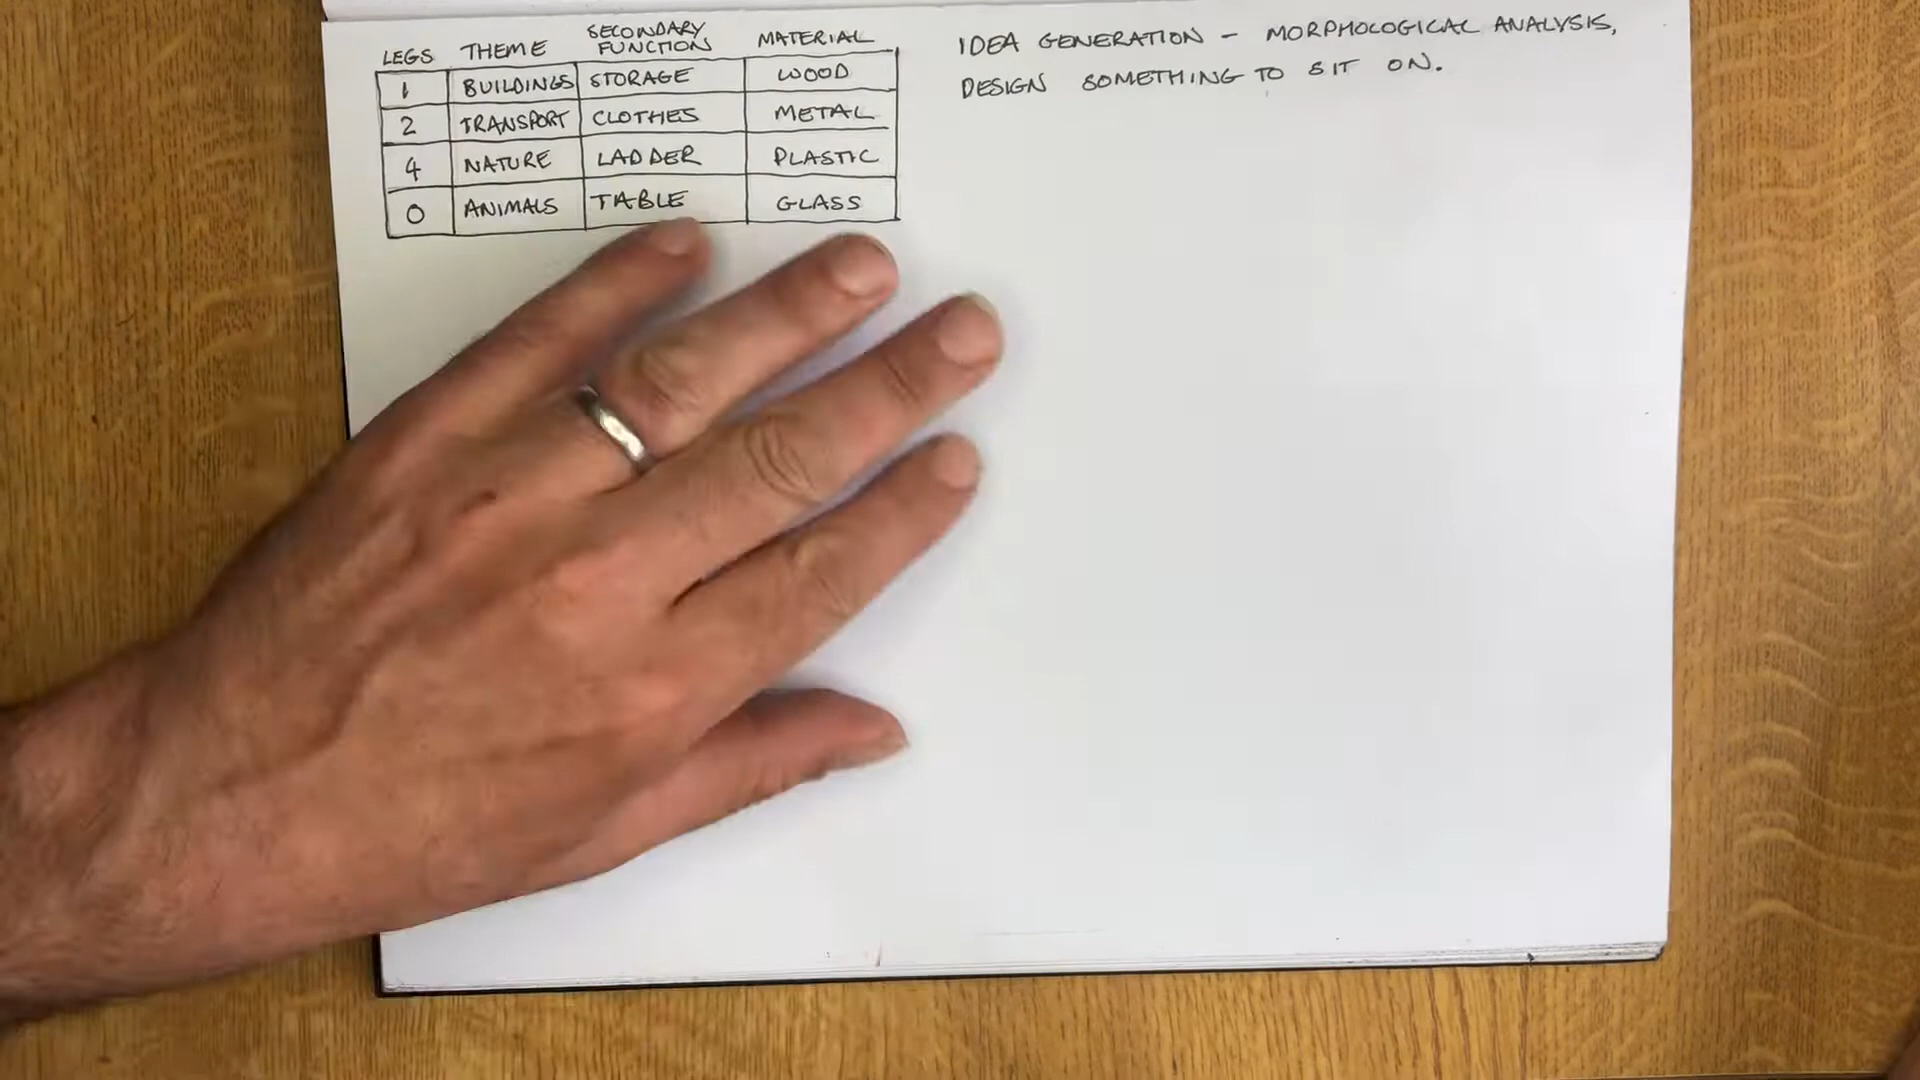 LEGS THEME SECONDARY FUNCTION MATERIAL
1 BUILDINGS STORAGE WOOD
2 TRANSPORT CLOTHES METAL
4 NATURE LADDER PLASTIC
0 ANIMALS TABLE GLASS
IDEA GENERATION - MORPHOLOGICAL ANALYSIS,
DESIGN SOMETHING TO SIT ON.